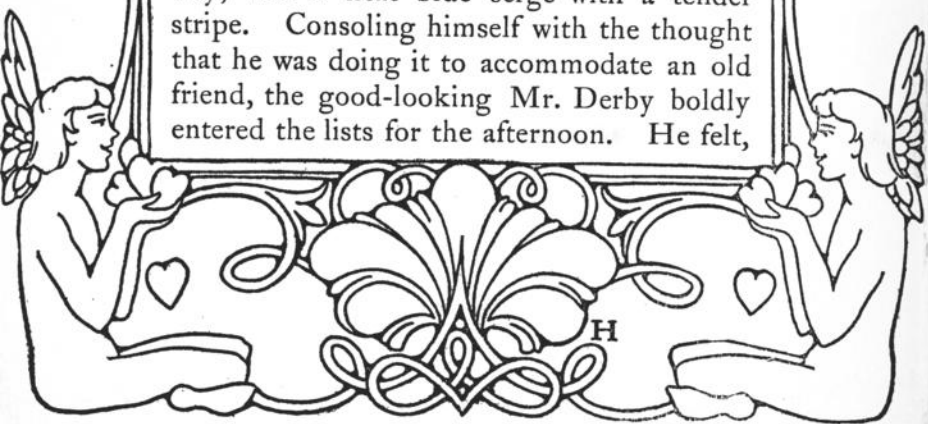 stripe. Consoling himself with the thought
that he was doing it to accommodate an old
friend, the good-looking Mr. Derby boldly
entered the lists for the afternoon. He felt,
H